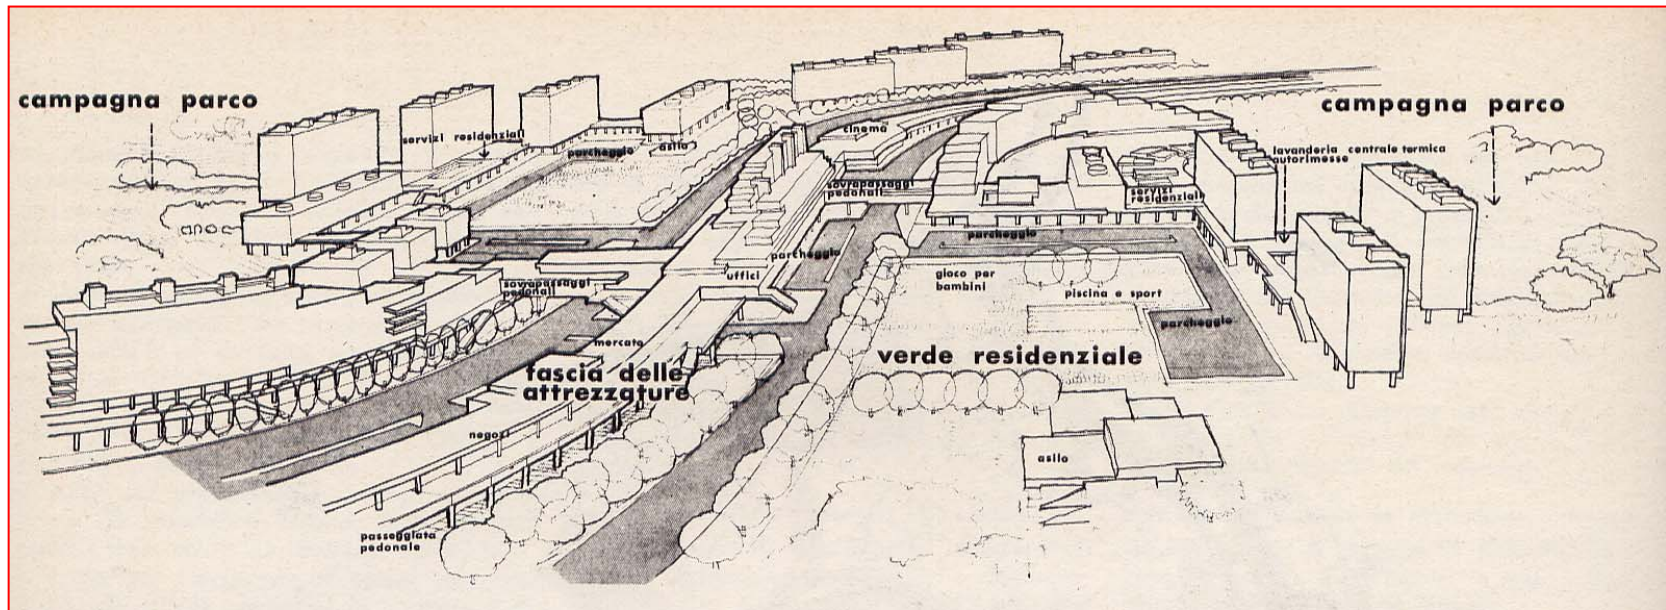 campagna parco
campagna parco
servizi residenziali
asilo
parcheggio
cinema
lavanderia centrale termica
autorimesse
sovrapassaggi
pedonali
servizi
residenziali
parcheggio
parcheggio
uffici
gioco per
bambini
sovrapassaggi
pedonali
piscina e sport
parcheggio
mercato
verde residenziale
fascia delle
attrezzature
negozi
asilo
passeggiata
pedonale